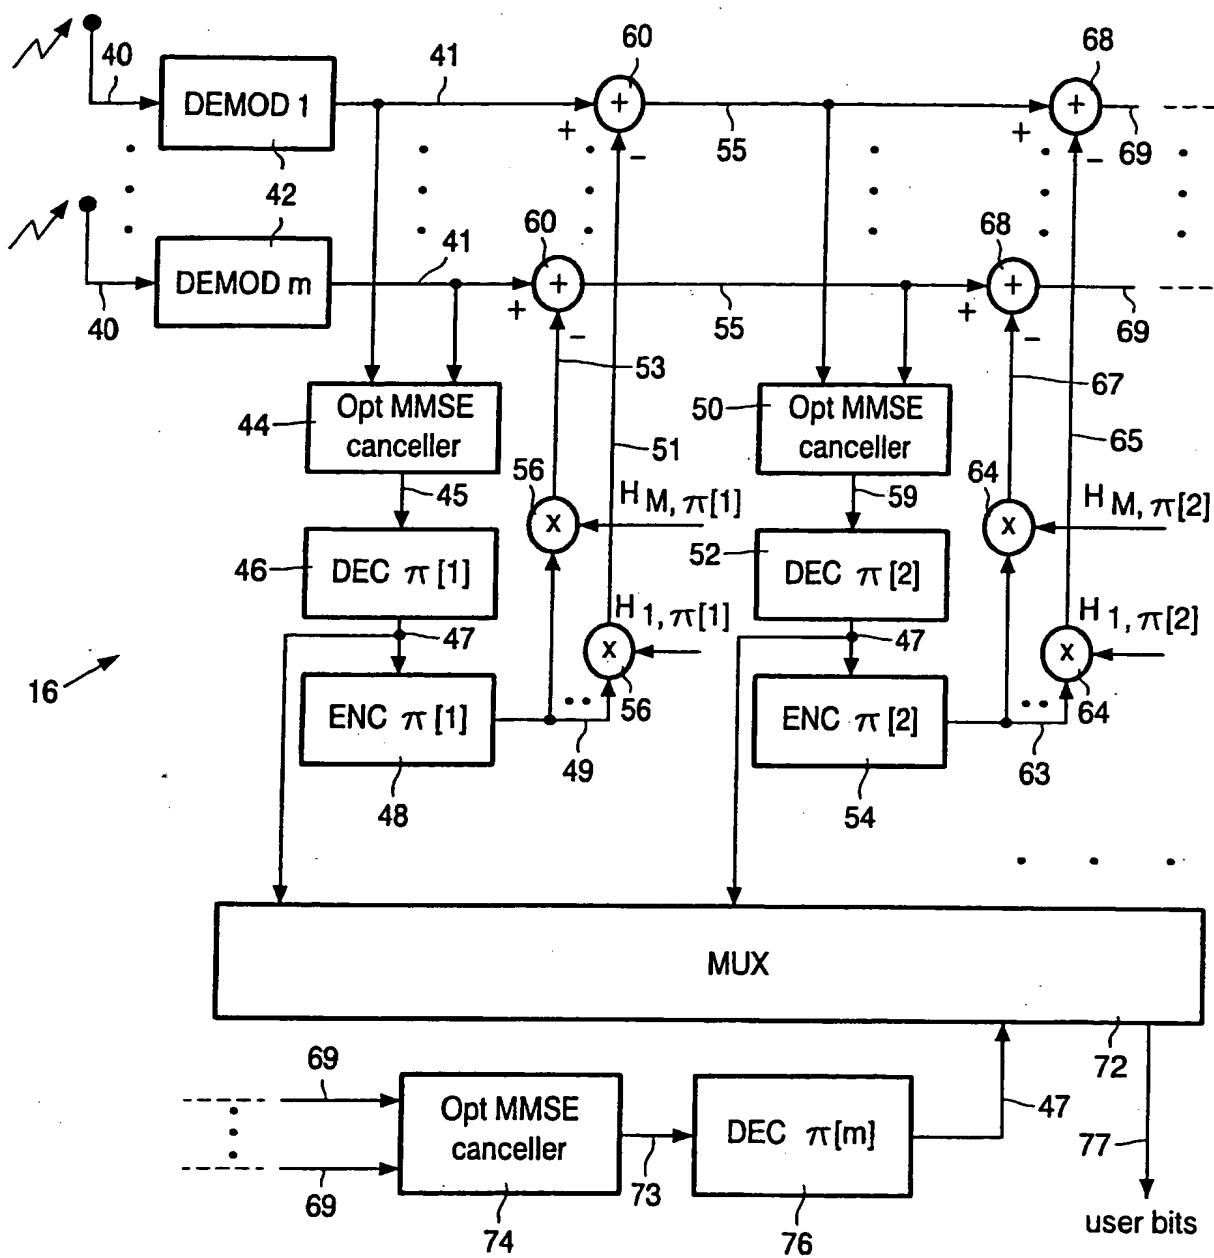 40
DEMOD 1
42
41
60
+
+
−
55
68
+
+
−
69
40
DEMOD m
41
60
+
+
−
55
68
+
+
−
69
44
Opt MMSE
canceller
45
53
51
50
Opt MMSE
canceller
59
67
65
46
DEC π [1]
47
56
x
H M, π[1]
52
DEC π [2]
47
64
x
H M, π[2]
H 1, π[1]
x
56
H 1, π[2]
x
64
16
ENC π [1]
48
49
ENC π [2]
54
63
MUX
72
69
69
Opt MMSE
canceller
74
73
DEC π[m]
76
47
77
user bits